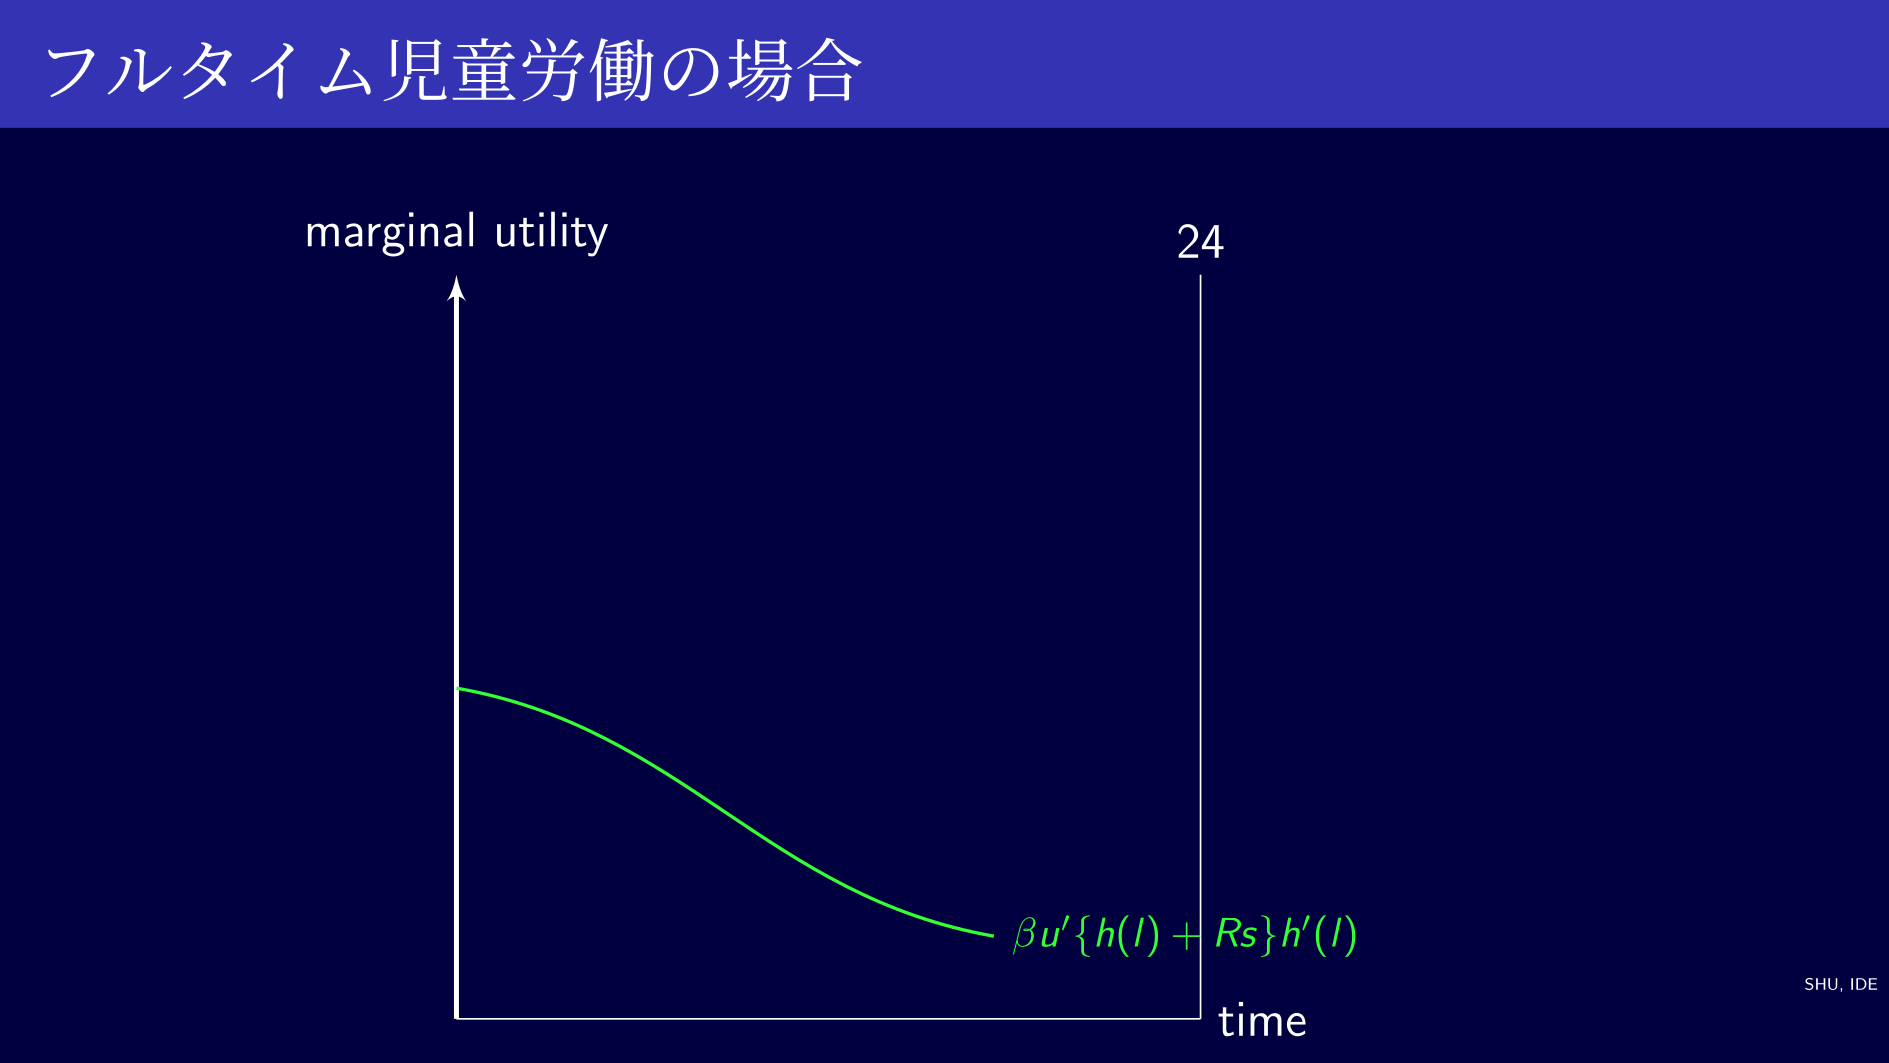 フルタイム児童労働の場合
marginal utility
24
βu′{h(l) + Rs}h′(l)
SHU, IDE
time